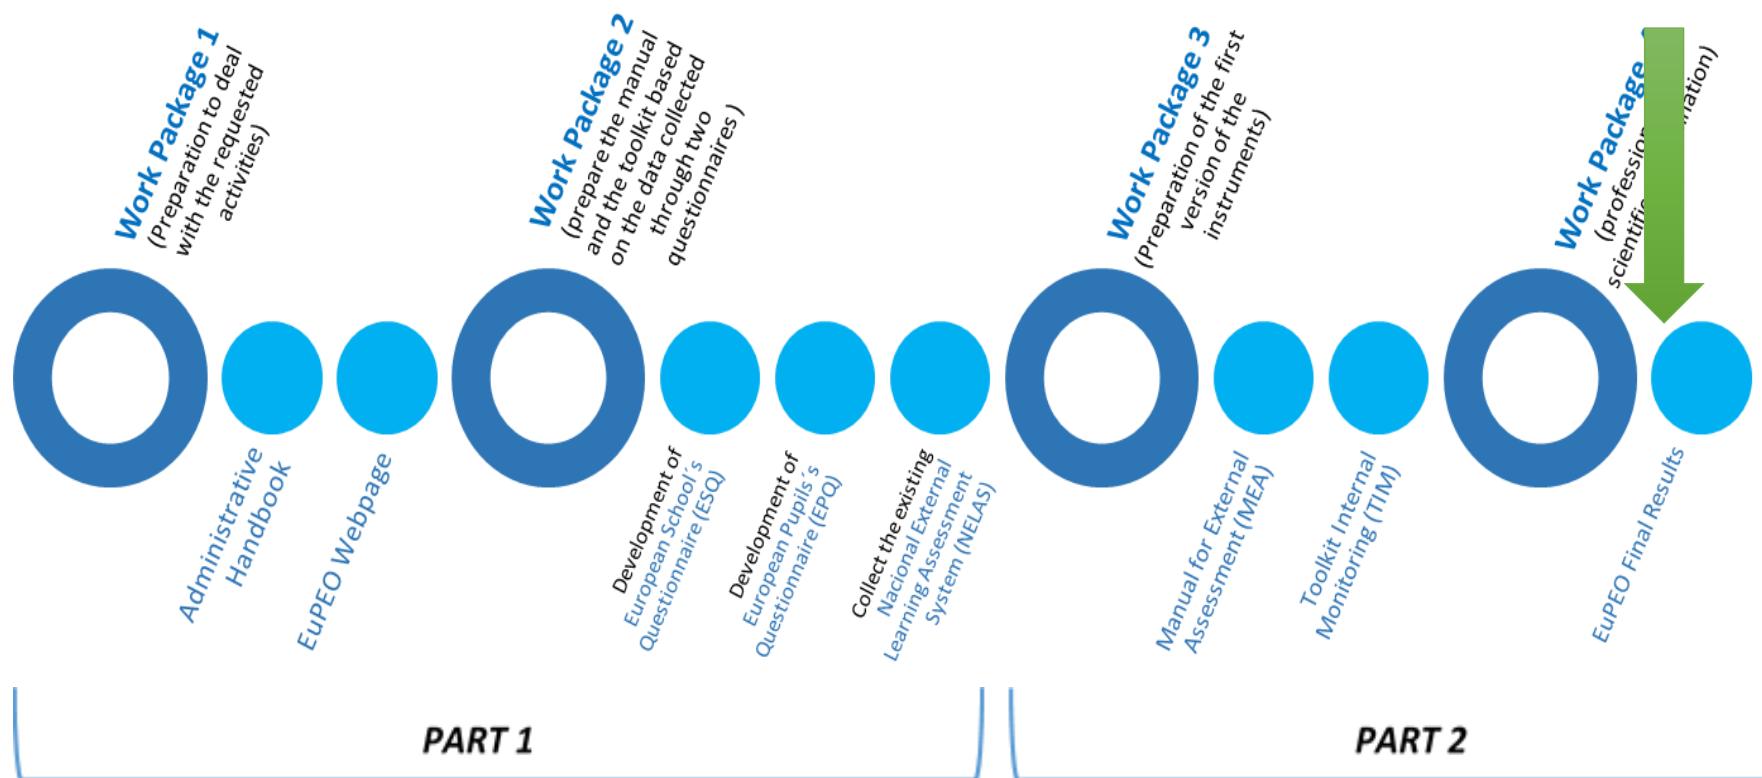 Work Package 1
(Preparation to deal
with the requested
activities)
Work Package 2
(prepare the manual
and the toolkit based
on the data collected
through two
questionnaires )
Work Package 3
(Preparation of the first
version of the
instruments)
Work Package
Administrative
Handbook
EuPEO Webpage
Development of
European School´s
Questionnaire (ESQ)
Development of
European Pupil´s s
Questionnaire (EPQ)
Collect the existing
Nacional External
Learning Assessment
System (NELAS)
Manual for External
Assessment (MEA)
Toolkit Internal
Monitoring (TIM)
EuPEO Final Results
PART 1
PART 2